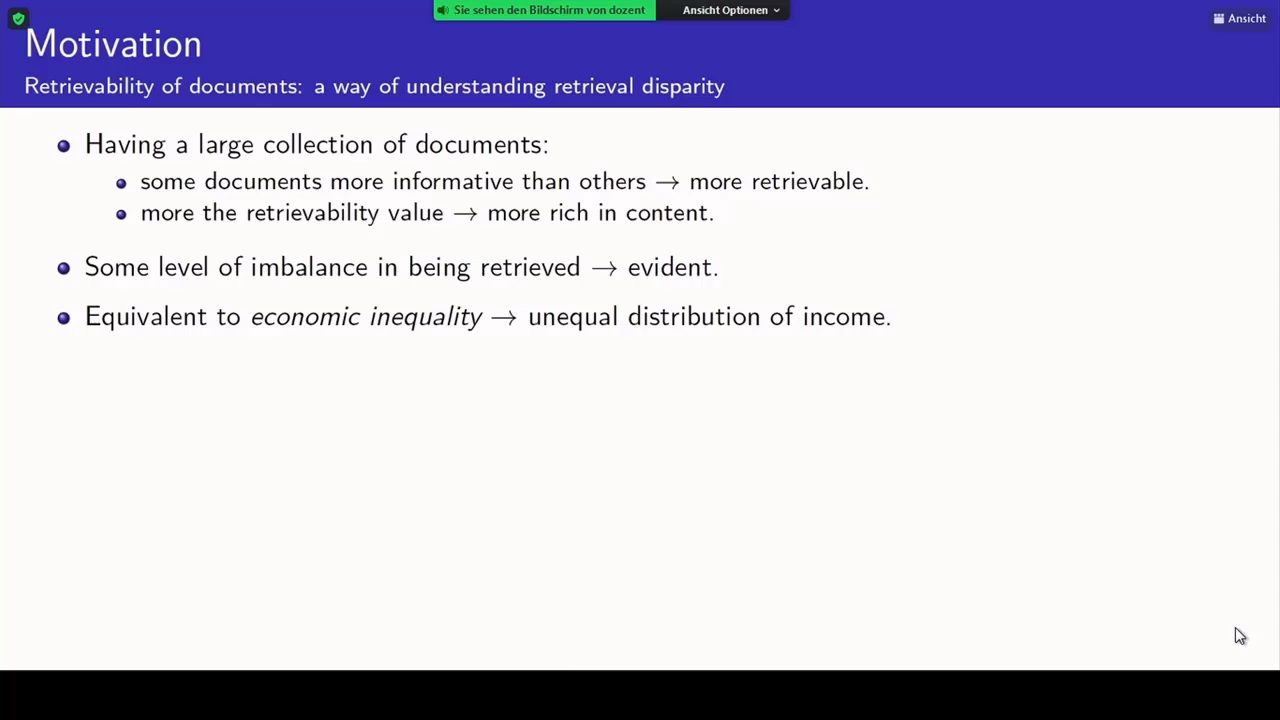 Sie sehen den Bildschirm von dozent
Ansicht Optionen
Ansicht
Motivation
Retrievability of documents: a way of understanding retrieval disparity
Having a large collection of documents:
some documents more informative than others → more retrievable.
more the retrievability value → more rich in content.
Some level of imbalance in being retrieved → evident.
Equivalent to economic inequality → unequal distribution of income.